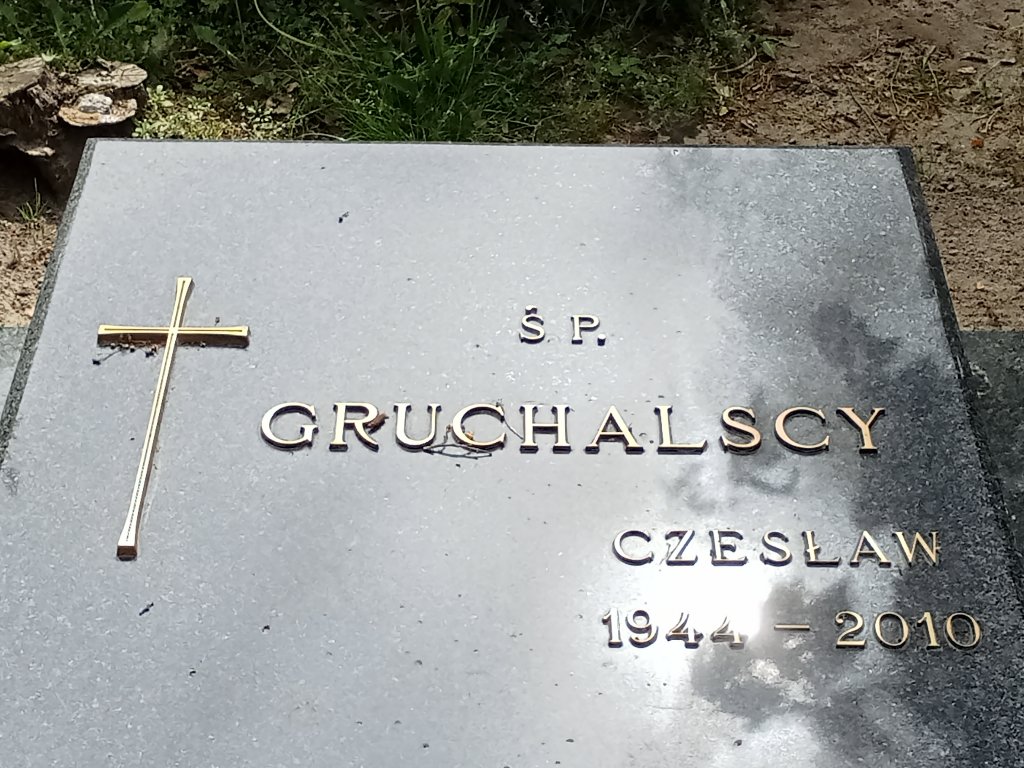 Ś P.
GRUCHALSCY
CZESŁAW
1944 – 2010